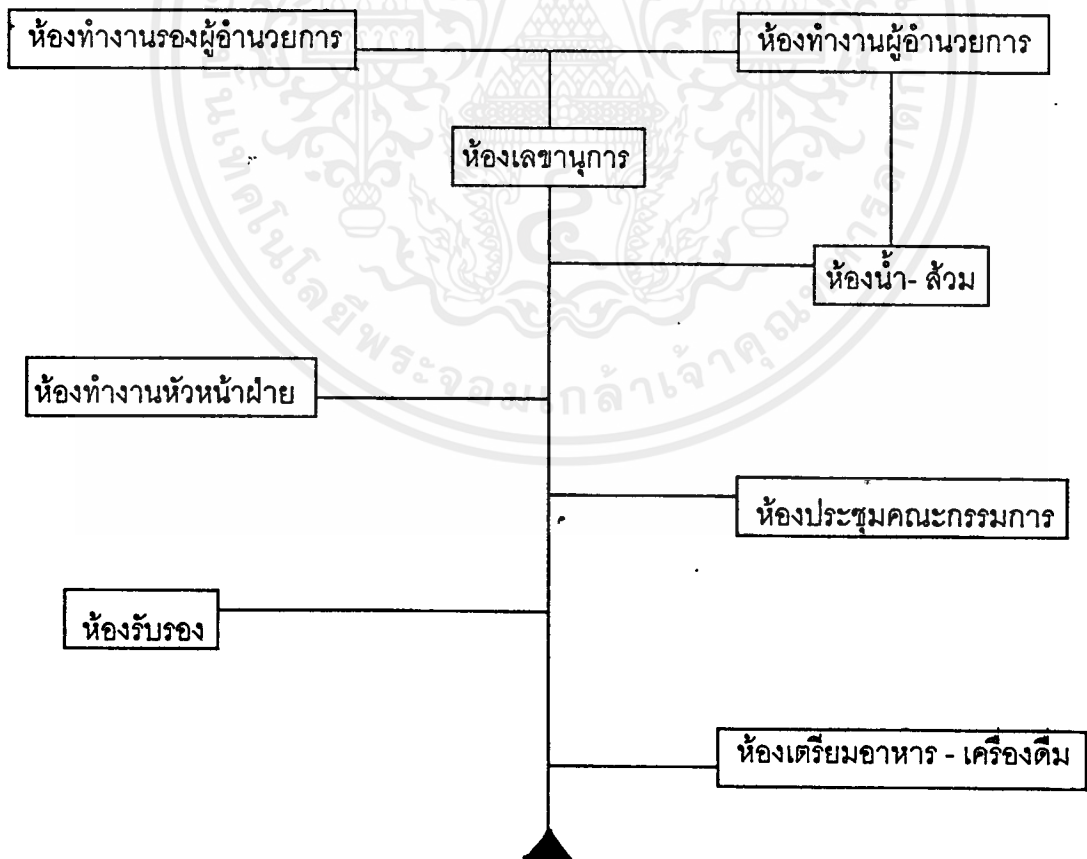 ห้องทำงานรองผู้อำนวยการ
ห้องทำงานผู้อำนวยการ
ห้องเลขานุการ
ห้องน้ำ- ส้วม
ห้องทำงานหัวหน้าฝ่าย
ห้องประชุมคณะกรรมการ
ห้องรับรอง
ห้องเตรียมอาหาร - เครื่องดื่ม